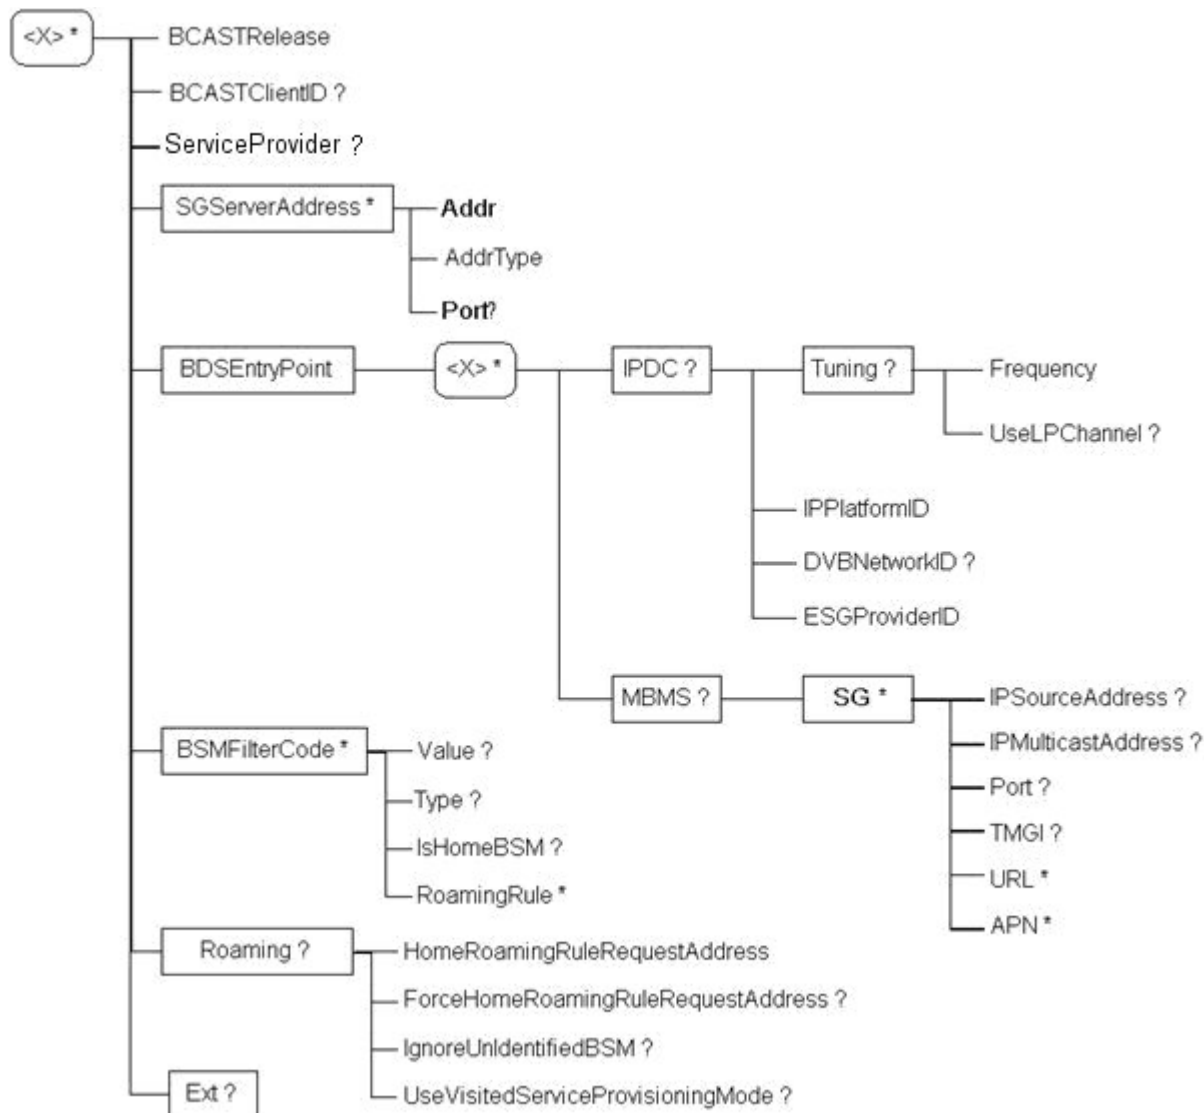 <X> *
BCASTRelease
BCASTClientID ?
ServiceProvider ?
SGServerAddress *
Addr
AddrType
Port?
BDSEntryPoint
<X> *
IPDC ?
Tuning ?
Frequency
UseLPChannel ?
IPPlatformID
DVBNetworkID ?
ESGProviderID
MBMS ?
SG *
IPSourceAddress ?
IPMulticastAddress ?
Port ?
TMGI ?
URL *
APN *
BSMFilterCode *
Value ?
Type ?
IsHomeBSM ?
RoamingRule *
Roaming ?
HomeRoamingRuleRequestAddress
ForceHomeRoamingRuleRequestAddress ?
IgnoreUnIdentifiedBSM ?
UseVisitedServiceProvisioningMode ?
Ext ?